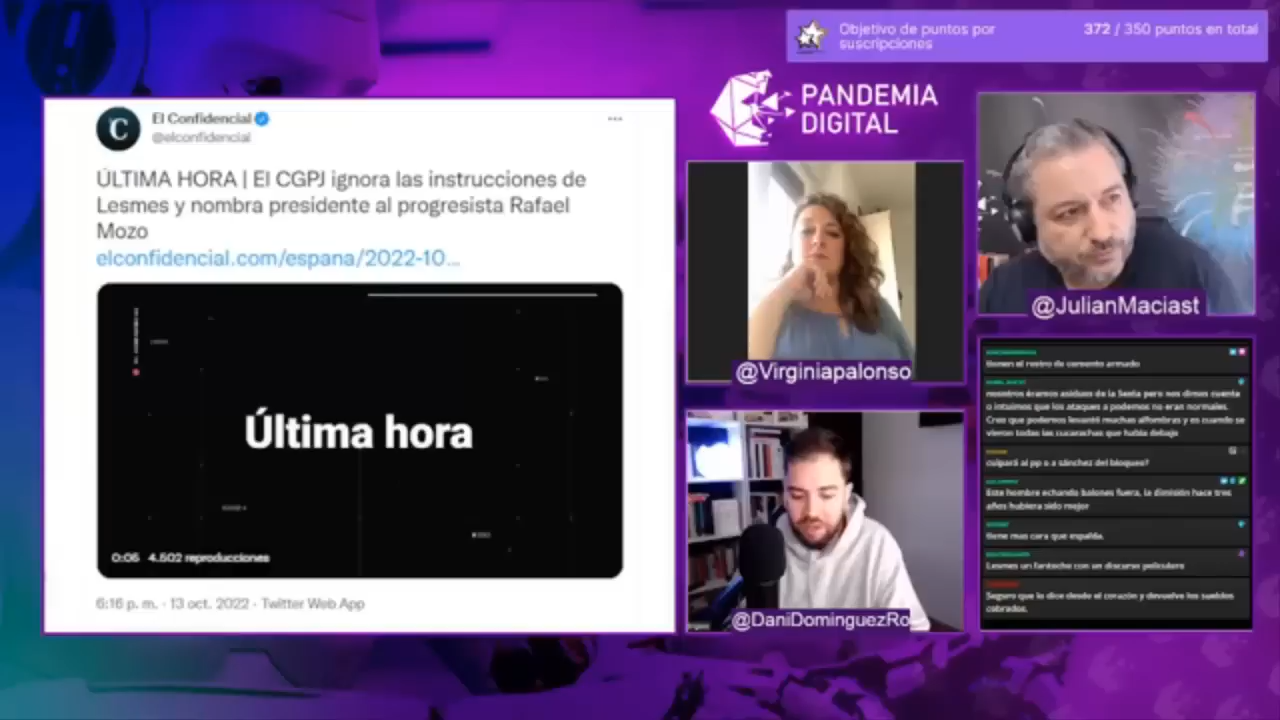 Objetivo de puntos por
suscripciones
372 / 350 puntos en total
PANDEMIA
DIGITAL
El Confidencial
@elconfidencial
ÚLTIMA HORA | El CGPJ ignora las instrucciones de
Lesmes y nombra presidente al progresista Rafael
Mozo
elconfidencial.com/espana/2022-10...
Última hora
0:05 4.502 reproducciones
6:16 p. m. · 13 oct. 2022 · Twitter Web App
@Virginiapalonso
@JulianMaciast
@DaniDominguezRo
tienen el rostro de cemento armado
nosotros éramos asiduos de la Sexta pero nos dimos cuenta
o intuimos que los ataques a podemos no eran normales.
Creo que podemos levantó muchas alfombras y es cuando se
vieron todas las cucarachas que había debajo
culpará al pp o a sánchez del bloqueo?
Este hombre echando balones fuera, la dimisión hace tres
años hubiera sido mejor
tiene mas cara que espalda.
Lesmes un fantoche con un discurso peliculero
Seguro que lo dice desde el corazón y devuelve los sueldos
cobrados.